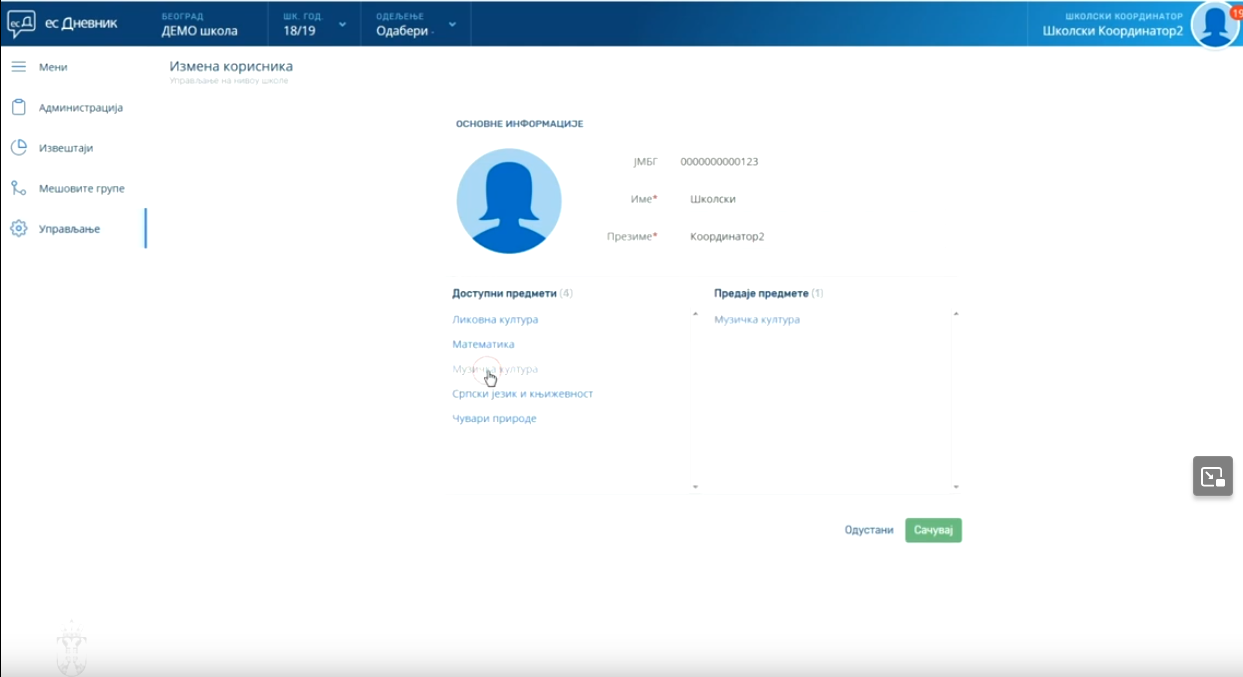 есД ес Дневник
БЕОГРАД
ДЕМО школа
ШК. ГОД.
18/19
ОДЕЉЕЊЕ
Одабери -
ШКОЛСКИ КООРДИНАТОР
Школски Координатор2
19
Мени
Измена корисника
Управљање на нивоу школе
Администрација
Извештаји
Мешовите групе
Управљање
ОСНОВНЕ ИНФОРМАЦИЈЕ
ЈМБГ 0000000000123
Име* Школски
Презиме* Координатор2
Доступни предмети (4)
Ликовна култура
Математика
Музичка култура
Српски језик и књижевност
Чувари природе
Предаје предмете (1)
Музичка култура
Одустани Сачувај